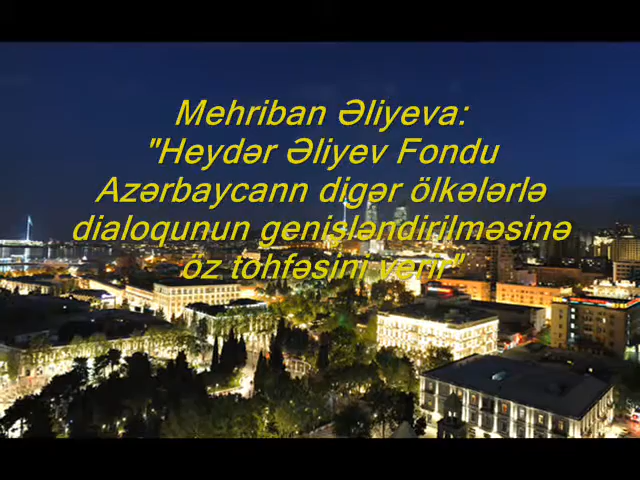 Mehriban Əliyeva:
"Heydər Əliyev Fondu
Azərbaycann digər ölkələrlə
dialoqunun genişləndirilməsinə
öz töhfəsini verir"